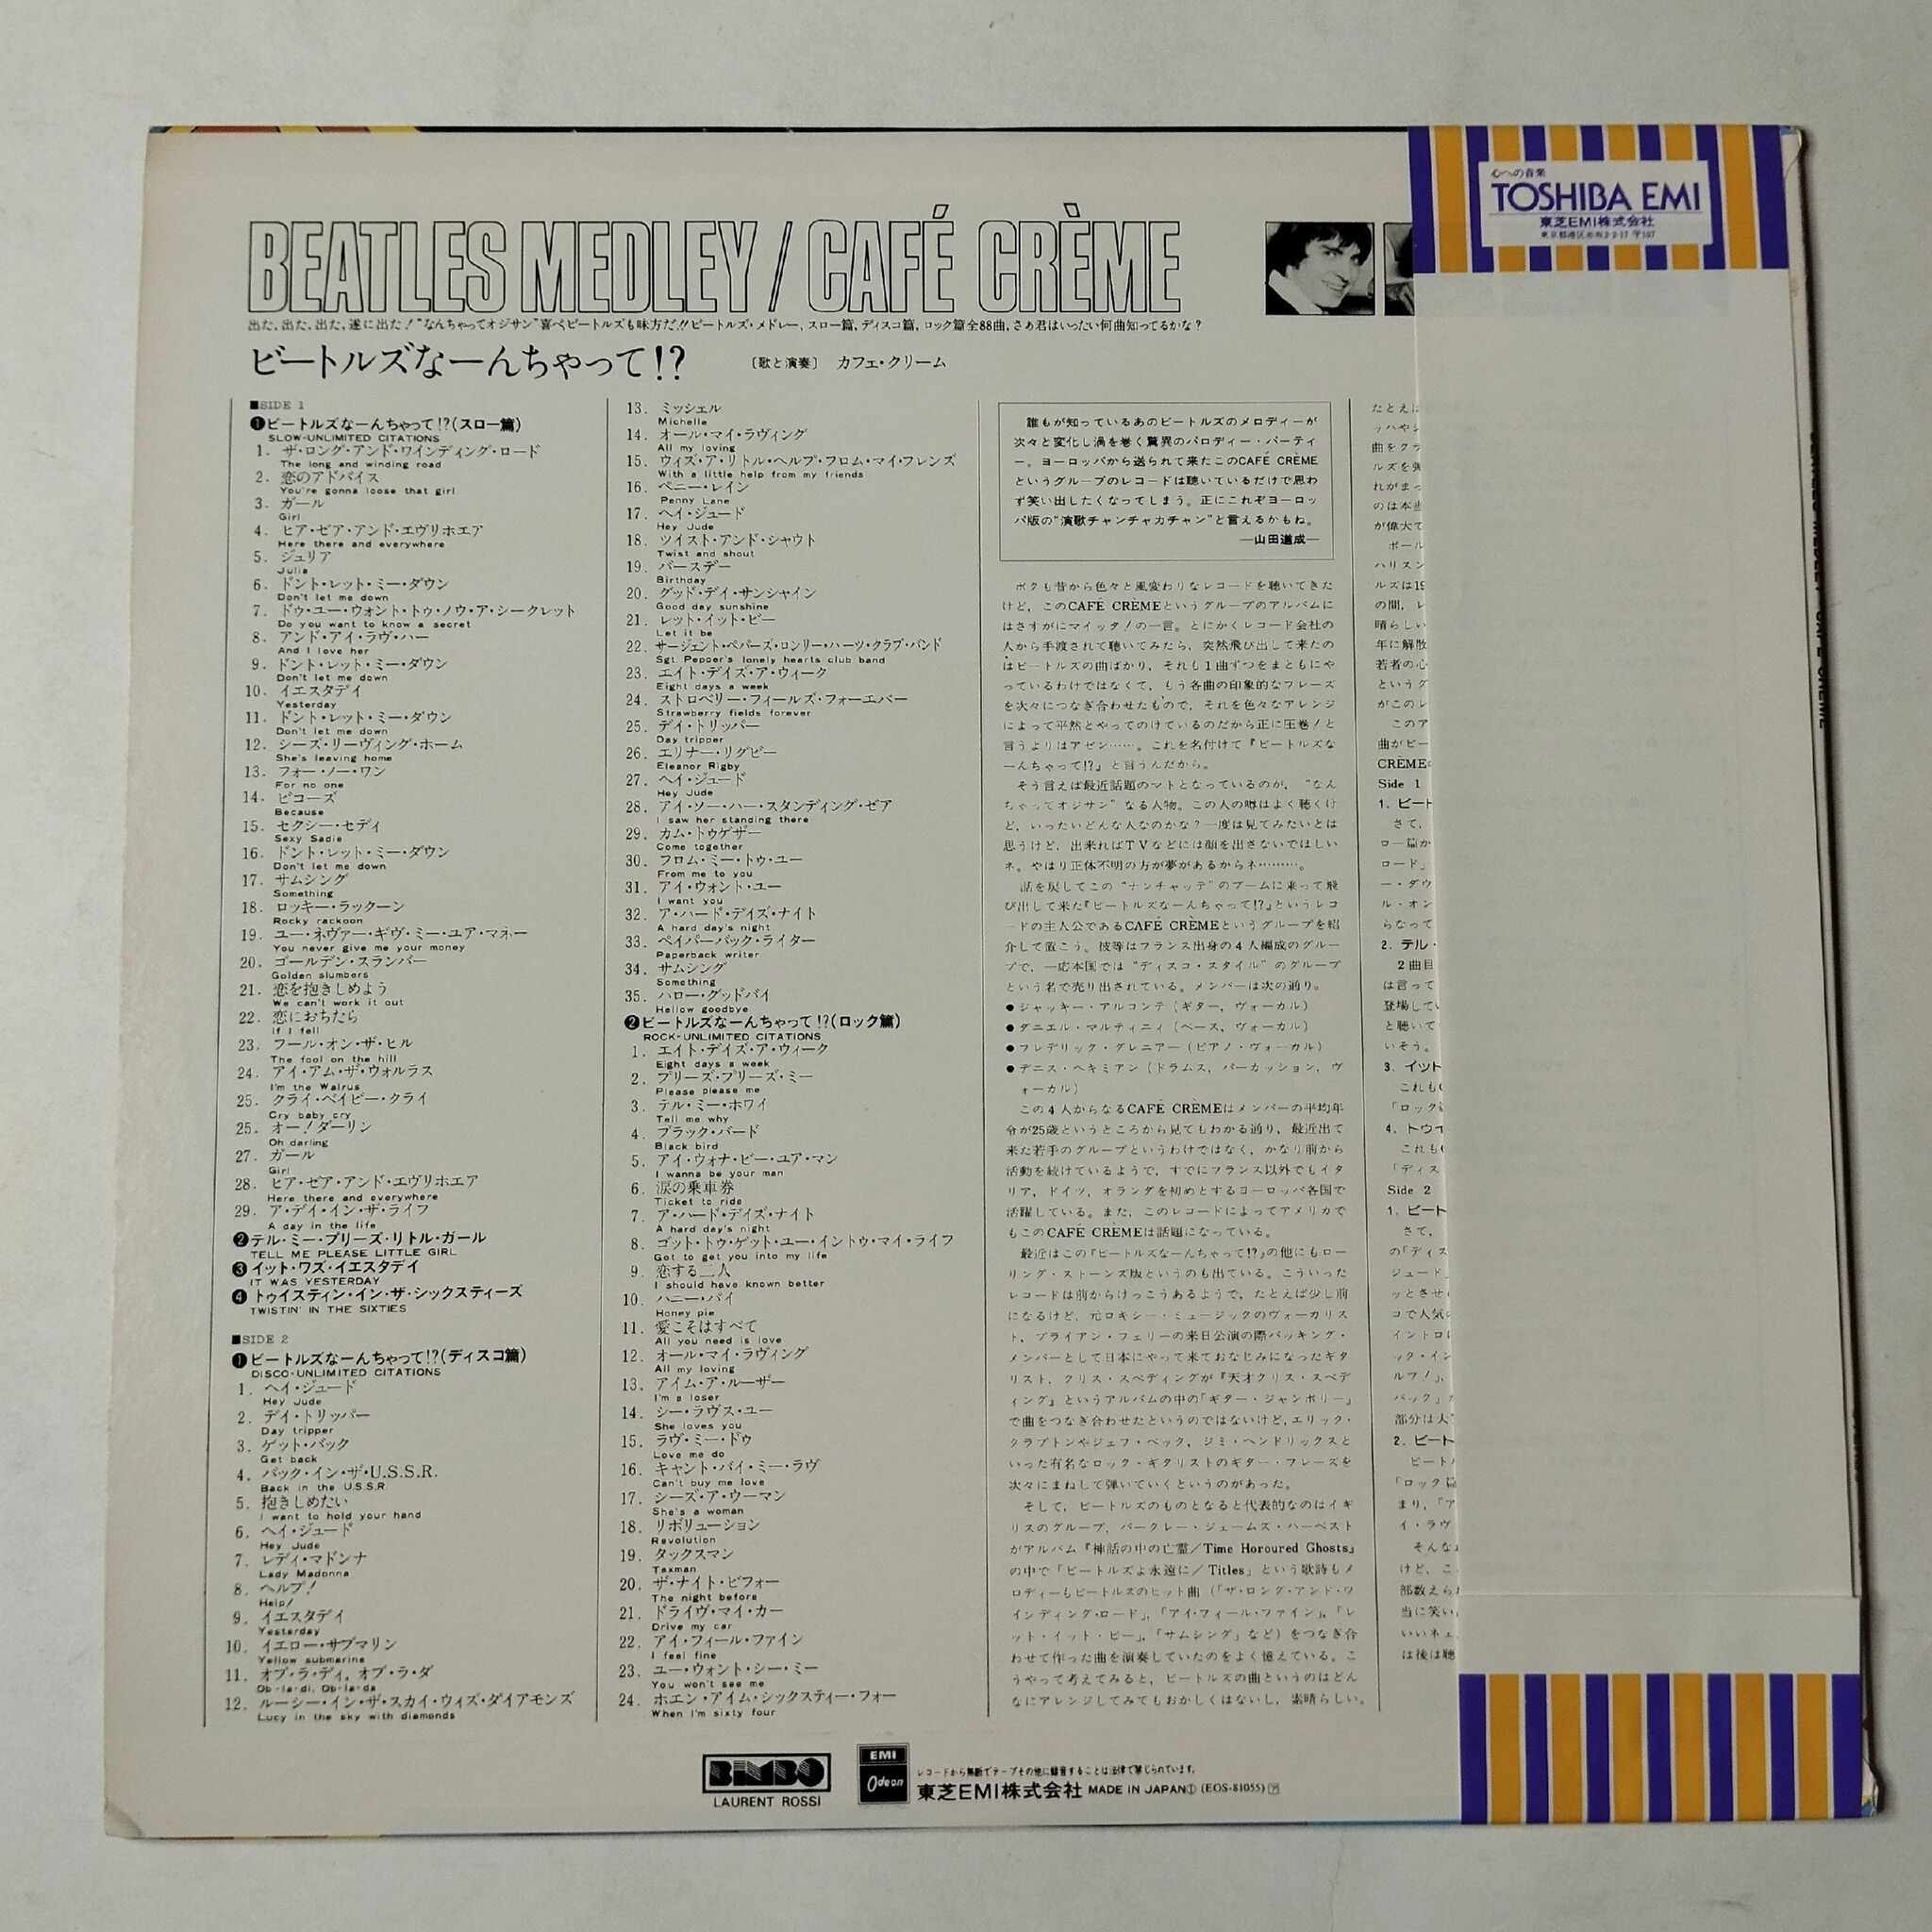 BEATLES MEDLEY / CAFÉ CRÈME
出た,出た,出た,遂に出た!"なんちゃってオジサン"喜べビートルズも味方だ!!ビートルズ・メドレー,スロー篇,ディスコ篇,ロック篇全88曲,さあ君はいったい何曲知ってるかな?
ビートルズなーんちゃって!? 〔歌と演奏〕 カフェ・クリーム
■SIDE 1
❶ビートルズなーんちゃって!?(スロー篇)
SLOW-UNLIMITED CITATIONS
1. ザ・ロング・アンド・ワインディング・ロード
The long and winding road
2. 恋のアドバイス
You're gonna loose that girl
3. ガール
Girl
4. ヒア・ゼア・アンド・エヴリホエア
Here there and everywhere
5. ジュリア
Julia
6. ドント・レット・ミー・ダウン
Don't let me down
7. ドゥ・ユー・ウォント・トゥ・ノウ・ア・シークレット
Do you want to know a secret
8. アンド・アイ・ラヴ・ハー
And I love her
9. ドント・レット・ミー・ダウン
Don't let me down
10. イエスタデイ
Yesterday
11. ドント・レット・ミー・ダウン
Don't let me down
12. シーズ・リーヴィング・ホーム
She's leaving home
13. フォー・ノー・ワン
For no one
14. ビコーズ
Because
15. セクシー・セディ
Sexy Sadie
16. ドント・レット・ミー・ダウン
Don't let me down
17. サムシング
Something
18. ロッキー・ラックーン
Rocky rackoon
19. ユー・ネヴァー・ギヴ・ミー・ユア・マネー
You never give me your money
20. ゴールデン・スランバー
Golden slumbers
21. 恋を抱きしめよう
We can't work it out
22. 恋におちたら
If I fell
23. フール・オン・ザ・ヒル
The fool on the hill
24. アイ・アム・ザ・ウォルラス
I'm the Walrus
25. クライ・ベイビー・クライ
Cry baby cry
25. オー!ダーリン
Oh darling
27. ガール
Girl
28. ヒア・ゼア・アンド・エヴリホエア
Here there and everywhere
29. ア・デイ・イン・ザ・ライフ
A day in the life
❷テル・ミー・プリーズ・リトル・ガール
TELL ME PLEASE LITTLE GIRL
❸イット・ワズ・イエスタデイ
IT WAS YESTERDAY
❹トゥイスティン・イン・ザ・シックスティーズ
TWISTIN' IN THE SIXTIES
■SIDE 2
❶ビートルズなーんちゃって!?(ディスコ篇)
DISCO-UNLIMITED CITATIONS
1. ヘイ・ジュード
Hey Jude
2. デイ・トリッパー
Day tripper
3. ゲット・バック
Get back
4. バック・イン・ザ・U.S.S.R.
Back in the U.S.S.R.
5. 抱きしめたい
I want to hold your hand
6. ヘイ・ジュード
Hey Jude
7. レディ・マドンナ
Lady Madonna
8. ヘルプ!
Help!
9. イエスタデイ
Yesterday
10. イエロー・サブマリン
Yellow submarine
11. オブ・ラ・ディ, オブ・ラ・ダ
Ob-la-di, Ob-la-da
12. ルーシー・イン・ザ・スカイ・ウィズ・ダイアモンズ
Lucy in the sky with diamonds
13. ミッシェル
Michelle
14. オール・マイ・ラヴィング
All my loving
15. ウィズ・ア・リトル・ヘルプ・フロム・マイ・フレンズ
With a little help from my friends
16. ペニー・レイン
Penny Lane
17. ヘイ・ジュード
Hey Jude
18. ツイスト・アンド・シャウト
Twist and shout
19. バースデー
Birthday
20. グッド・デイ・サンシャイン
Good day sunshine
21. レット・イット・ビー
Let it be
22. サージェント・ペパーズ・ロンリー・ハーツ・クラブ・バンド
Sgt. Pepper's lonely hearts club band
23. エイト・デイズ・ア・ウィーク
Eight days a week
24. ストロベリー・フィールズ・フォーエバー
Strawberry fields forever
25. デイ・トリッパー
Day tripper
26. エリナー・リグビー
Eleanor Rigby
27. ヘイ・ジュード
Hey Jude
28. アイ・ソー・ハー・スタンディング・ゼア
I saw her standing there
29. カム・トゥゲザー
Come together
30. フロム・ミー・トゥ・ユー
From me to you
31. アイ・ウォント・ユー
I want you
32. ア・ハード・デイズ・ナイト
A hard day's night
33. ペイパーバック・ライター
Paperback writer
34. サムシング
Something
35. ハロー・グッドバイ
Hellow goodbye
❷ビートルズなーんちゃって!?(ロック篇)
ROCK-UNLIMITED CITATIONS
1. エイト・デイズ・ア・ウィーク
Eight days a week
2. プリーズ・プリーズ・ミー
Please please me
3. テル・ミー・ホワイ
Tell me why
4. ブラック・バード
Black bird
5. アイ・ウォナ・ビー・ユア・マン
I wanna be your man
6. 涙の乗車券
Ticket to ride
7. ア・ハード・デイズ・ナイト
A hard day's night
8. ゴット・トゥ・ゲット・ユー・イントゥ・マイ・ライフ
Got to get you into my life
9. 恋する二人
I should have known better
10. ハニー・パイ
Honey pie
11. 愛こそはすべて
All you need is love
12. オール・マイ・ラヴィング
All my loving
13. アイム・ア・ルーザー
I'm a loser
14. シー・ラヴス・ユー
She loves you
15. ラヴ・ミー・ドゥ
Love me do
16. キャント・バイ・ミー・ラヴ
Can't buy me love
17. シーズ・ア・ウーマン
She's a woman
18. リボリューション
Revolution
19. タックスマン
Taxman
20. ザ・ナイト・ビフォー
The night before
21. ドライヴ・マイ・カー
Drive my car
22. アイ・フィール・ファイン
I feel fine
23. ユー・ウォント・シー・ミー
You won't see me
24. ホエン・アイム・シックスティー・フォー
When I'm sixty four
誰もが知っているあのビートルズのメロディーが
次々と変化し渦を巻く驚異のパロディー・パーティ
ー。ヨーロッパから送られて来たこのCAFÉ CRÈME
というグループのレコードは聴いているだけで思わ
ず笑い出したくなってしまう。正にこれぞヨーロッ
パ版の"演歌チャンチャカチャン"と言えるかもね。
—山田道成—
ボクも昔から色々と風変わりなレコードを聴いてきた
けど,このCAFÉ CRÈMEというグループのアルバムに
はさすがにマイッタ!の一言。とにかくレコード会社の
人から手渡されて聴いてみたら,突然飛び出して来たの
はビートルズの曲ばかり,それも1曲ずつをまともにや
っているわけではなくて,もう各曲の印象的なフレーズ
を次々につなぎ合わせたもので,それを色々なアレンジ
によって平然とやってのけているのだから正に圧巻!と
言うよりはアゼン……。これを名付けて『ビートルズな
ーんちゃって!?』と言うんだから。
そう言えば最近話題のマトとなっているのが,"なん
ちゃってオジサン"なる人物。この人の噂はよく聴くけ
ど,いったいどんな人なのかな?一度は見てみたいとは
思うけど,出来ればTVなどには顔を出さないでほしい
ネ。やはり正体不明の方が夢があるからネ………。
話を戻してこの"ナンチャッテ"のブームに乗って飛
び出して来た『ビートルズなーんちゃって!?』というレコ
ードの主人公であるCAFÉ CRÈMEというグループを紹
介して置こう。彼等はフランス出身の4人編成のグルー
プで,一応本国では"ディスコ・スタイル"のグループ
という名で売り出されている。メンバーは次の通り。
●ジャッキー・アルコンテ(ギター,ヴォーカル)
●ダニエル・マルティニィ(ベース,ヴォーカル)
●フレデリック・グレニアー(ピアノ・ヴォーカル)
●デニス・ヘキミアン(ドラムス,パーカッション,ヴ
ォーカル)
この4人からなるCAFÉ CRÈMEはメンバーの平均年
令が25歳というところから見てもわかる通り,最近出て
来た若手のグループというわけではなく,かなり前から
活動を続けているようで,すでにフランス以外でもイタ
リア,ドイツ,オランダを初めとするヨーロッパ各国で
活躍している。また,このレコードによってアメリカで
もこのCAFÉ CRÈMEは話題になっている。
最近はこの『ビートルズなーんちゃって!?』の他にもロー
リング・ストーンズ版というのも出ている。こういった
レコードは前からけっこうあるようで,たとえば少し前
になるけど,元ロキシー・ミュージックのヴォーカリス
ト,ブライアン・フェリーの来日公演の際バッキング・
メンバーとして日本にやって来ておなじみになったギタ
リスト,クリス・スペディングが『天才クリス・スペデ
ィング』というアルバムの中の「ギター・ジャンボリー」
で曲をつなぎ合わせたというのではないけど,エリック・
クラプトンやジェフ・ベック,ジミ・ヘンドリックスと
いった有名なロック・ギタリストのギター・フレーズを
次々にまねして弾いていくというのがあった。
そして,ビートルズのものとなると代表的なのはイギ
リスのグループ,バークレー・ジェームズ・ハーベスト
がアルバム『神話の中の亡霊/Time Horoured Ghosts』
の中で「ビートルズよ永遠に/Titles」という歌詩もメ
ロディーもビートルズのヒット曲(「ザ・ロング・アンド・ワ
インディング・ロード」,「アイ・フィール・ファイン」,「レ
ット・イット・ビー」,「サムシング」など)をつなぎ合
わせて作った曲を演奏していたのをよく憶えている。こ
うやって考えてみると,ビートルズの曲というのはどん
なにアレンジしてみてもおかしくはないし,素晴らしい。
心への音楽
TOSHIBA EMI
東芝EMI株式会社
東京都港区赤坂2-2-17 〒107
BIMBO
LAURENT ROSSI
EMI
Odeon
レコードから無断でテープその他に録音することは法律で禁じられています。
東芝EMI株式会社 MADE IN JAPAN (EOS-81055)